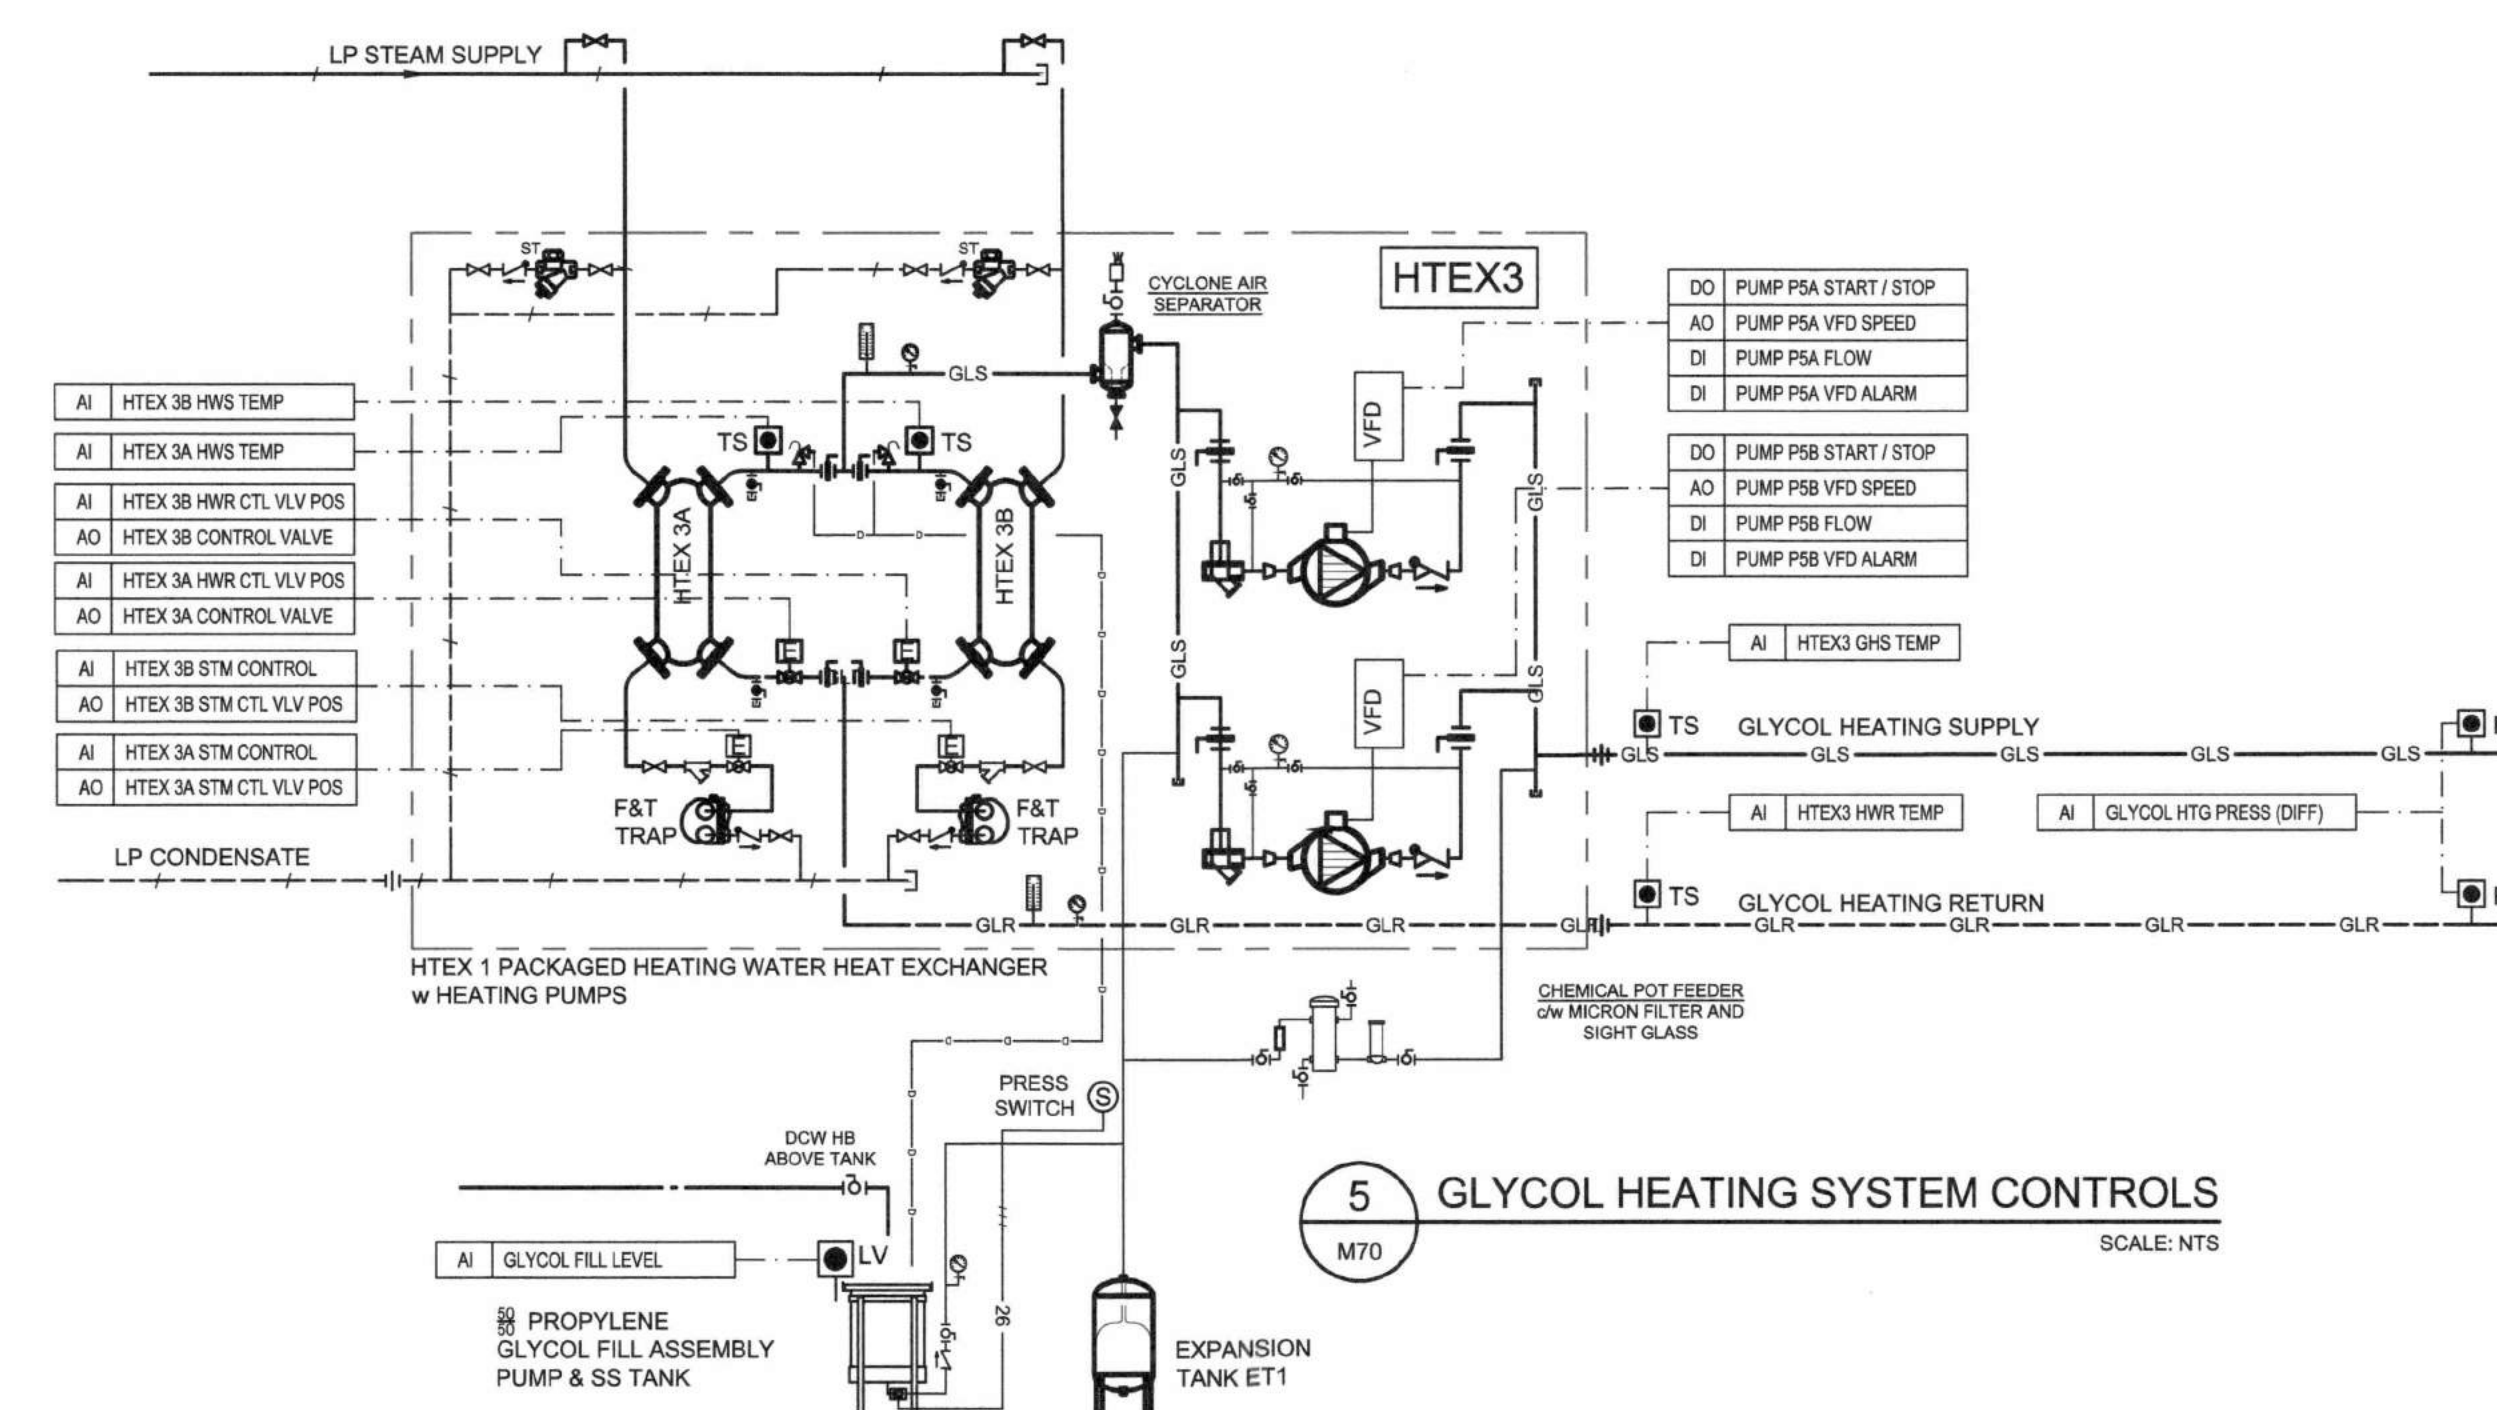 LP STEAM SUPPLY
ST
ST
CYCLONE AIR
SEPARATOR
HTEX3
DO PUMP P5A START / STOP
AO PUMP P5A VFD SPEED
DI PUMP P5A FLOW
DI PUMP P5A VFD ALARM
GLS
VFD
AI HTEX 3B HWS TEMP
AI HTEX 3A HWS TEMP
TS
TS
DO PUMP P5B START / STOP
AO PUMP P5B VFD SPEED
DI PUMP P5B FLOW
DI PUMP P5B VFD ALARM
GLS
GLS
AI HTEX 3B HWR CTL VLV POS
AO HTEX 3B CONTROL VALVE
AI HTEX 3A HWR CTL VLV POS
AO HTEX 3A CONTROL VALVE
HTEX 3A
HTEX 3B
D
D
D
D
E
E
GLS
GLS
VFD
AI HTEX3 GHS TEMP
AI HTEX 3B STM CONTROL
AO HTEX 3B STM CTL VLV POS
AI HTEX 3A STM CONTROL
AO HTEX 3A STM CTL VLV POS
E
E
D
D
D
D
TS
GLYCOL HEATING SUPPLY
GLS GLS GLS GLS GLS
F&T
TRAP
F&T
TRAP
AI HTEX3 HWR TEMP
AI GLYCOL HTG PRESS (DIFF)
LP CONDENSATE
TS
GLYCOL HEATING RETURN
GLR GLR GLR GLR GLR GLR GLR GLR
HTEX 1 PACKAGED HEATING WATER HEAT EXCHANGER
w HEATING PUMPS
D
CHEMICAL POT FEEDER
c/w MICRON FILTER AND
SIGHT GLASS
D D D
PRESS
SWITCH
S
D
D
D
DCW HB
ABOVE TANK
5
M70
GLYCOL HEATING SYSTEM CONTROLS
SCALE: NTS
AI GLYCOL FILL LEVEL
LV
26
50
50 PROPYLENE
GLYCOL FILL ASSEMBLY
PUMP & SS TANK
EXPANSION
TANK ET1